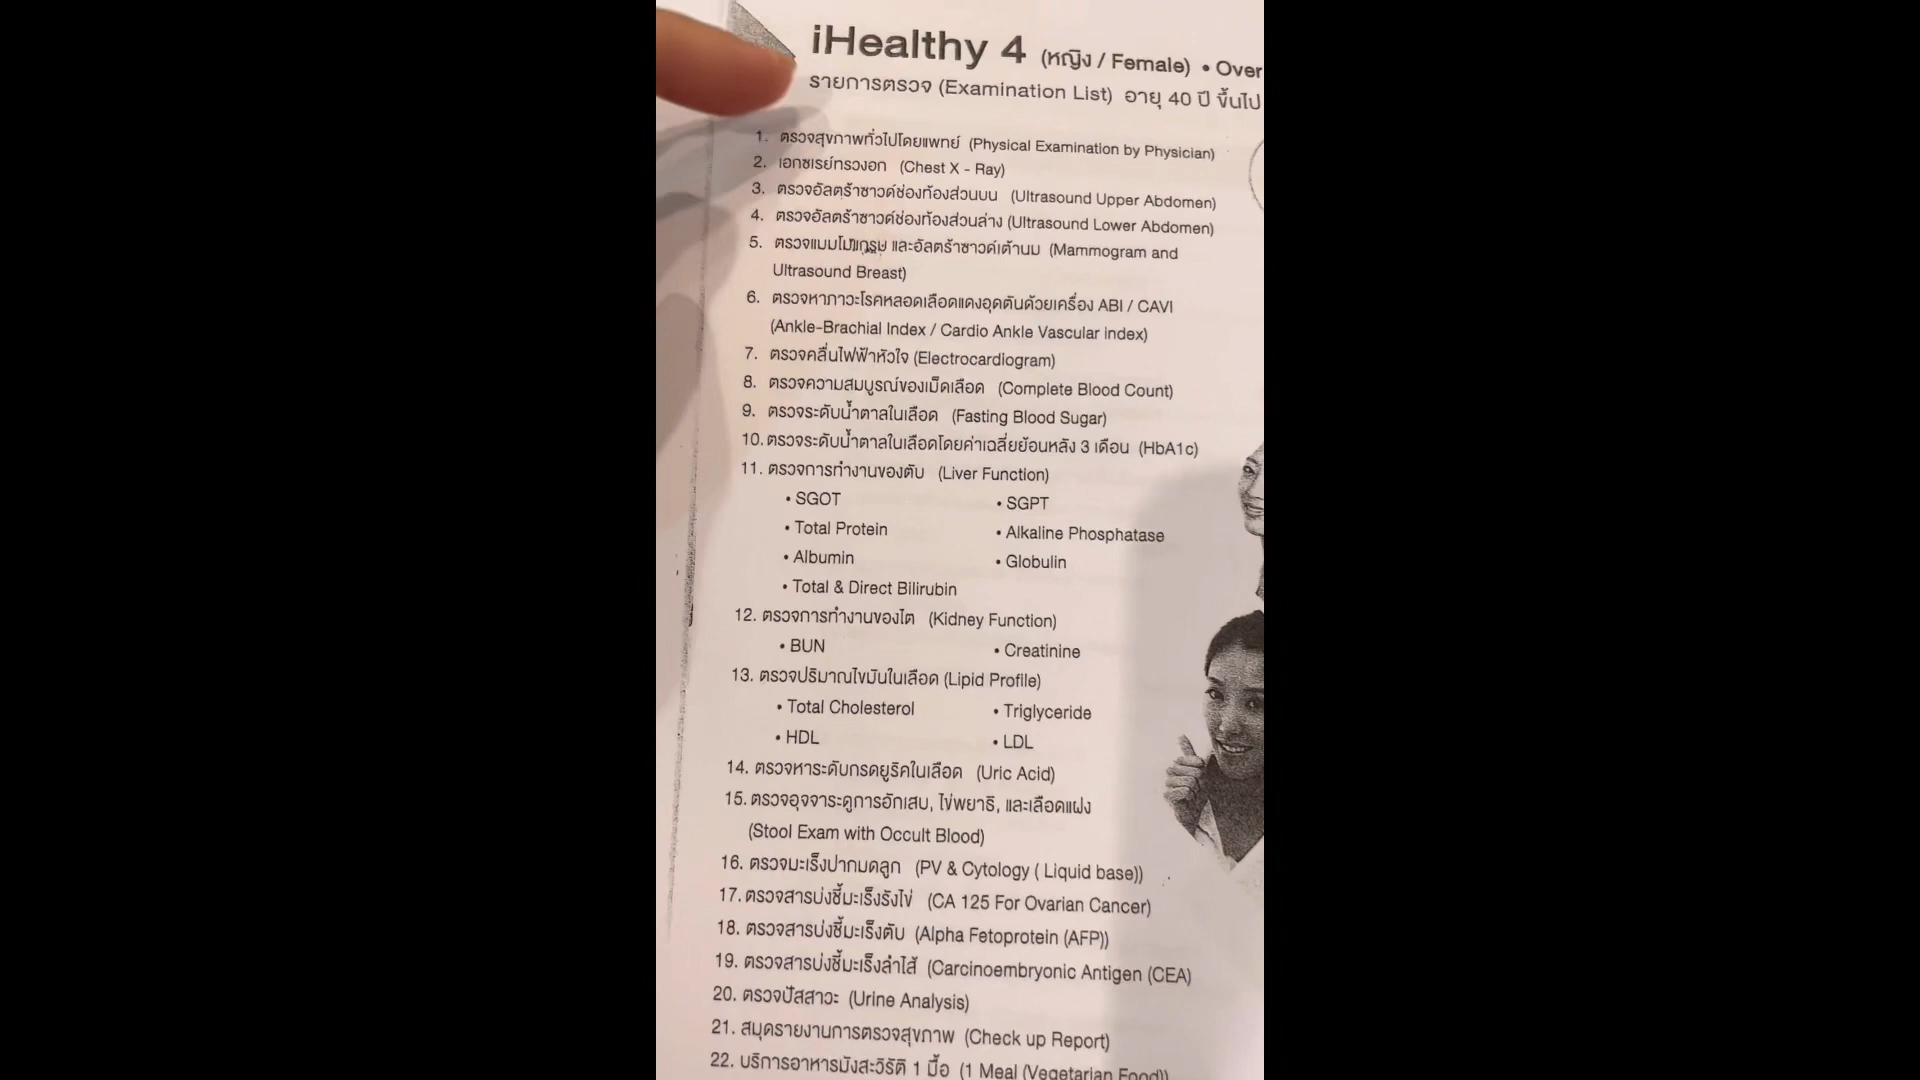 iHealthy 4 (หญิง / Female) • Over
รายการตรวจ (Examination List) อายุ 40 ปี ขึ้นไป
1. ตรวจสุขภาพทั่วไปโดยแพทย์ (Physical Examination by Physician)
2. เอกซเรย์ทรวงอก (Chest X - Ray)
3. ตรวจอัลตร้าซาวด์ช่องท้องส่วนบน (Ultrasound Upper Abdomen)
4. ตรวจอัลตร้าซาวด์ช่องท้องส่วนล่าง (Ultrasound Lower Abdomen)
5. และอัลตร้าซาวด์เต้านม (Mammogram and
Ultrasound Breast)
6. ตรวจหาภาวะโรคหลอดเลือดแดงอุดตันด้วยเครื่อง ABI / CAVI
(Ankle-Brachial Index / Cardio Ankle Vascular index)
7. ตรวจคลื่นไฟฟ้าหัวใจ (Electrocardiogram)
8. ตรวจความสมบูรณ์ของเม็ดเลือด (Complete Blood Count)
9. ตรวจระดับน้ำตาลในเลือด (Fasting Blood Sugar)
10. ตรวจระดับน้ำตาลในเลือดโดยค่าเฉลี่ยย้อนหลัง 3 เดือน (HbA1c)
11. ตรวจการทำงานของตับ (Liver Function)
• SGOT • SGPT
• Total Protein • Alkaline Phosphatase
• Albumin • Globulin
• Total & Direct Bilirubin
12. ตรวจการทำงานของไต (Kidney Function)
• BUN • Creatinine
13. ตรวจปริมาณไขมันในเลือด (Lipid Profile)
• Total Cholesterol • Triglyceride
• HDL • LDL
14. ตรวจหาระดับกรดยูริคในเลือด (Uric Acid)
15. ตรวจอุจจาระดูการอักเสบ, ไข่พยาธิ, และเลือดแฝง
(Stool Exam with Occult Blood)
16. ตรวจมะเร็งปากมดลูก (PV & Cytology ( Liquid base))
17. ตรวจสารบ่งชี้มะเร็งรังไข่ (CA 125 For Ovarian Cancer)
18. ตรวจสารบ่งชี้มะเร็งตับ (Alpha Fetoprotein (AFP))
19. ตรวจสารบ่งชี้มะเร็งลำไส้ (Carcinoembryonic Antigen (CEA)
20. ตรวจปัสสาวะ (Urine Analysis)
21. สมุดรายงานการตรวจสุขภาพ (Check up Report)
22. บริการอาหารมังสะวิรัติ 1 มื้อ (1 Meal (Vegetarian Food))